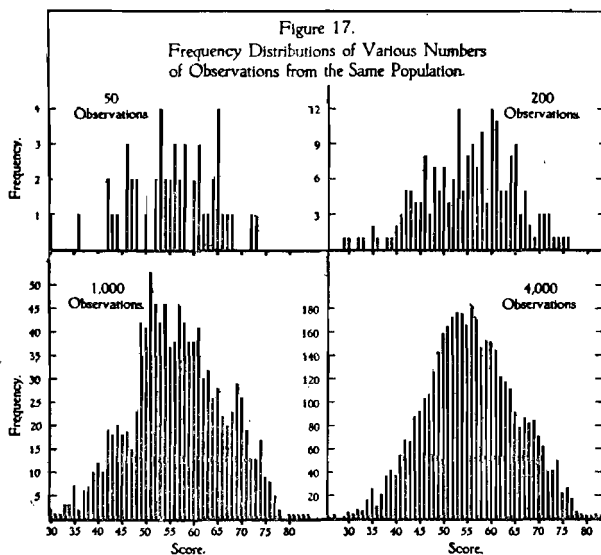 Figure 17.
Frequency Distributions of Various Numbers
of Observations from the Same Population.
50
Observations.
200
Observations.
Frequency.
4
3
2
1
12
9
6
3
1,000
Observations.
4,000
Observations
Frequency.
50
45
40
35
30
25
20
15
10
5
180
160
140
120
100
80
60
40
20
30 35 40 45 50 55 60 65 70 75 80
30 35 40 45 50 55 60 65 70 75 80
Score.
Score.